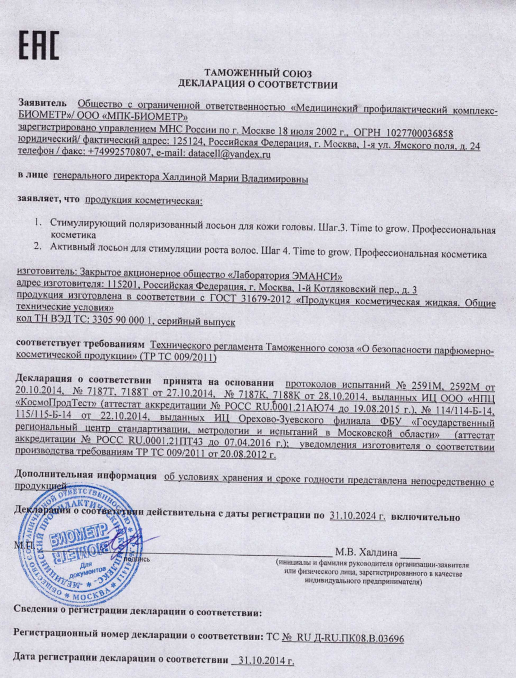 EAC
ТАМОЖЕННЫЙ СОЮЗ
ДЕКЛАРАЦИЯ О СООТВЕТСТВИИ
Заявитель Общество с ограниченной ответственностью «Медицинский профилактический комплекс-
БИОМЕТР»/ ООО «МПК-БИОМЕТР»
зарегистрировано управлением МНС России по г. Москве 18 июля 2002 г., ОГРН 1027700036858
юридический/ фактический адрес: 125124, Российская Федерация, г. Москва, 1-я ул. Ямского поля, д. 24
телефон / факс: +74992570807, e-mail: datacell@yandex.ru
в лице генерального директора Халдиной Марии Владимировны
заявляет, что продукция косметическая:
1. Стимулирующий поляризованный лосьон для кожи головы. Шаг.3. Time to grow. Профессиональная
косметика
2. Активный лосьон для стимуляции роста волос. Шаг 4. Time to grow. Профессиональная косметика
изготовитель: Закрытое акционерное общество «Лаборатория ЭМАНСИ»
адрес изготовителя: 115201, Российская Федерация, г. Москва, 1-й Котляковский пер., д. 3
продукция изготовлена в соответствии с ГОСТ 31679-2012 «Продукция косметическая жидкая. Общие
технические условия»
код ТН ВЭД ТС: 3305 90 000 1, серийный выпуск
соответствует требованиям Технического регламента Таможенного союза «О безопасности парфюмерно-
косметической продукции» (ТР ТС 009/2011)
Декларация о соответствии принята на основании протоколов испытаний № 2591М, 2592М от
20.10.2014, № 7187Т, 7188Т от 27.10.2014, № 7187К, 7188К от 28.10.2014, выданных ИЦ ООО «НПЦ
«КосмоПродТест» (аттестат аккредитации № РОСС RU.0001.21АЮ74 до 19.08.2015 г.), № 114/114-Б-14,
115/115-Б-14 от 22.10.2014, выданных ИЦ Орехово-Зуевского филиала ФБУ «Государственный
региональный центр стандартизации, метрологии и испытаний в Московской области» (аттестат
аккредитации № РОСС RU.0001.21ПТ43 до 07.04.2016 г.); уведомления изготовителя о соответствии
производства требованиям ТР ТС 009/2011 от 20.08.2012 г.
Дополнительная информация об условиях хранения и сроке годности представлена непосредственно с
продукцией
Декларация о соответствии действительна с даты регистрации по 31.10.2024 г. включительно
М.П.
подпись
М.В. Халдина
(инициалы и фамилия руководителя организации-заявителя
или физического лица, зарегистрированного в качестве
индивидуального предпринимателя)
БИОМЕТР
Для
документов
МОСКВА
Сведения о регистрации декларации о соответствии:
Регистрационный номер декларации о соответствии: ТС № RU Д-RU.ПК08.В.03696
Дата регистрации декларации о соответствии 31.10.2014 г.